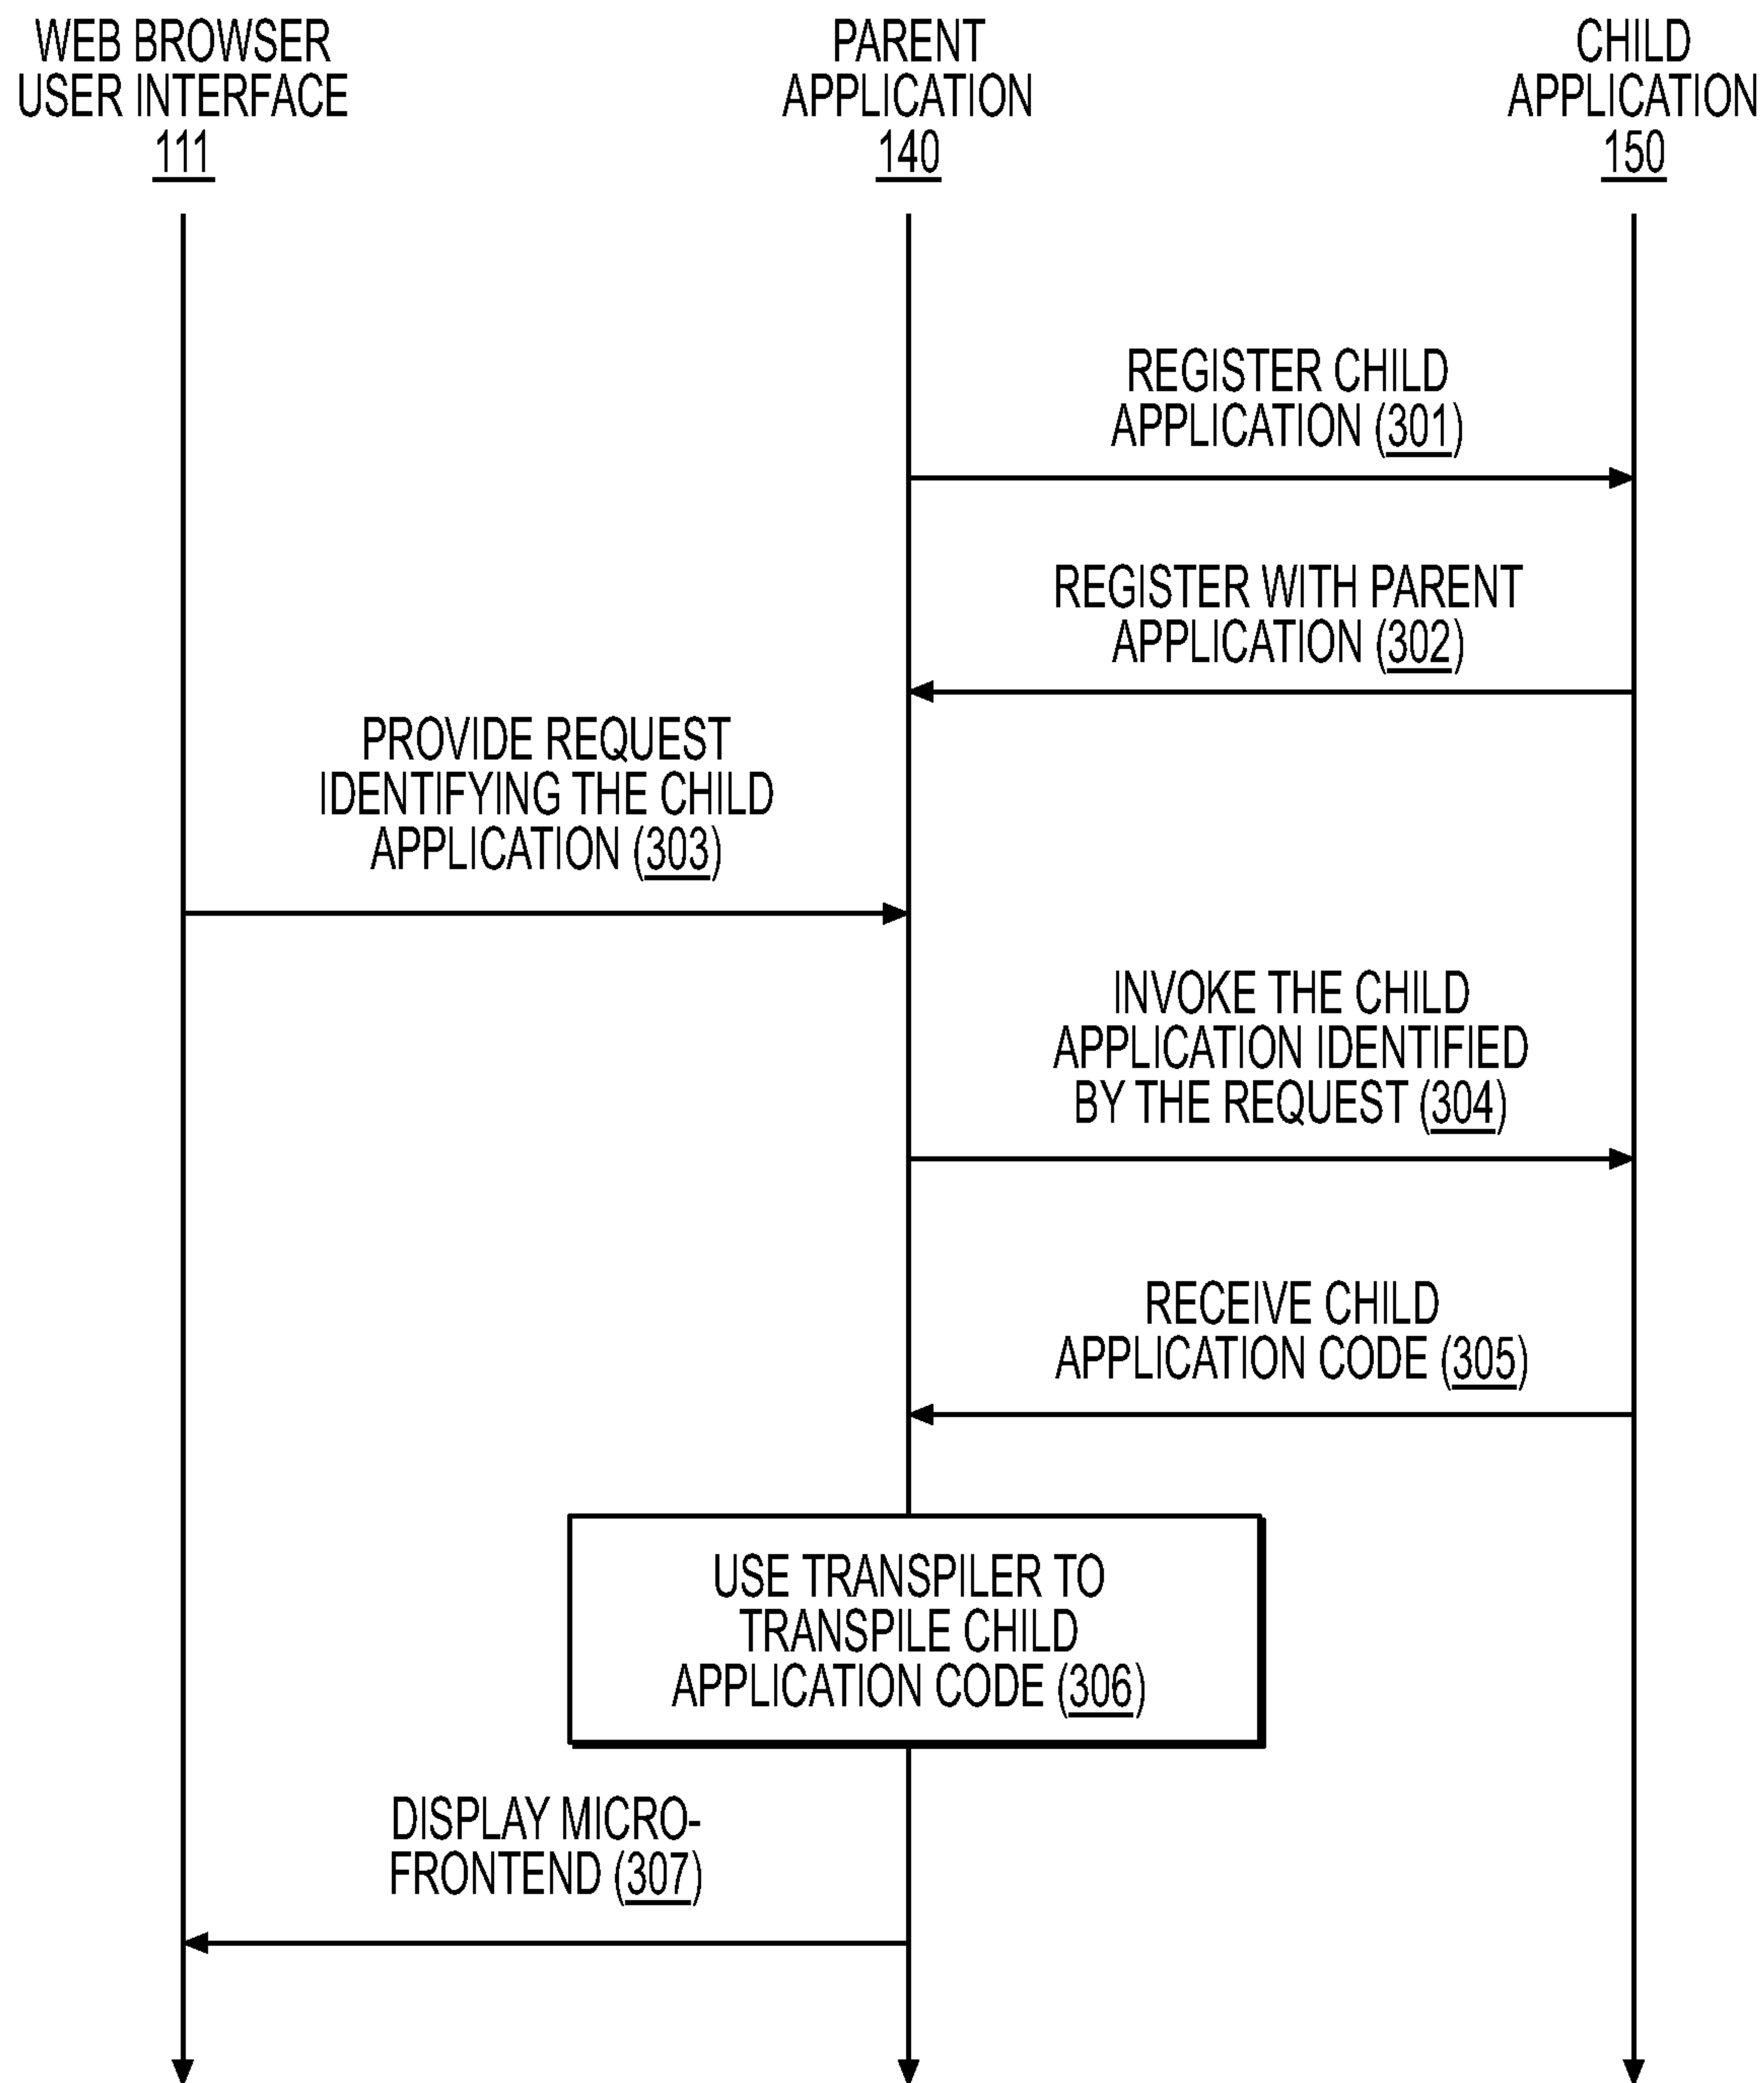 WEB BROWSER
USER INTERFACE
111
PARENT
APPLICATION
140
CHILD
APPLICATION
150
REGISTER CHILD
APPLICATION (301)
REGISTER WITH PARENT
APPLICATION (302)
PROVIDE REQUEST
IDENTIFYING THE CHILD
APPLICATION (303)
INVOKE THE CHILD
APPLICATION IDENTIFIED
BY THE REQUEST (304)
RECEIVE CHILD
APPLICATION CODE (305)
USE TRANSPILER TO
TRANSPILE CHILD
APPLICATION CODE (306)
DISPLAY MICRO-
FRONTEND (307)